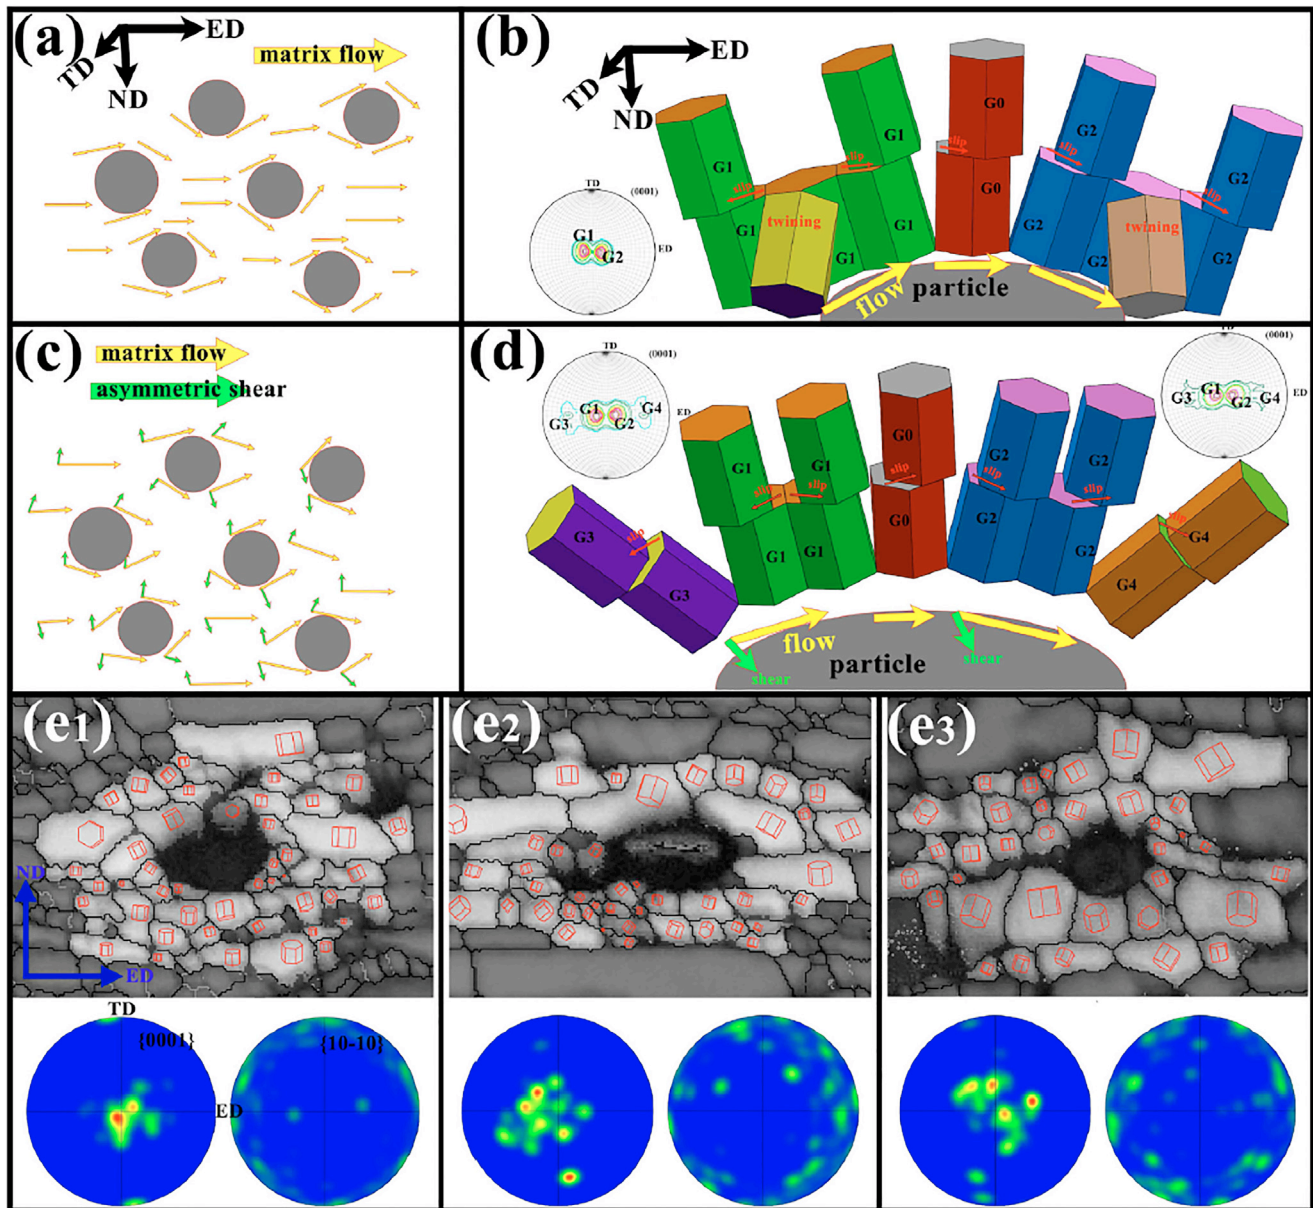 (a)
ED
TD
ND
matrix flow
(b)
ED
TD
ND
TD
(0001)
G1
G2
ED
G1
G1
G0
G2
G2
slip
slip
slip
slip
slip
G1
G1
G1
G0
G2
G2
G2
twining
twining
flow
particle
(c)
matrix flow
asymmetric shear
(d)
TD
(0001)
G1
G2
G3
G4
ED
TD
(0001)
G1
G2
G3
G4
ED
G1
G1
G0
G2
G2
slip
slip
slip
slip
slip
slip
slip
G3
G3
G1
G1
G0
G2
G2
G4
G4
flow
shear
particle
shear
(e1)
ND
ED
(e2)
(e3)
TD
{0001}
{10-10}
ED